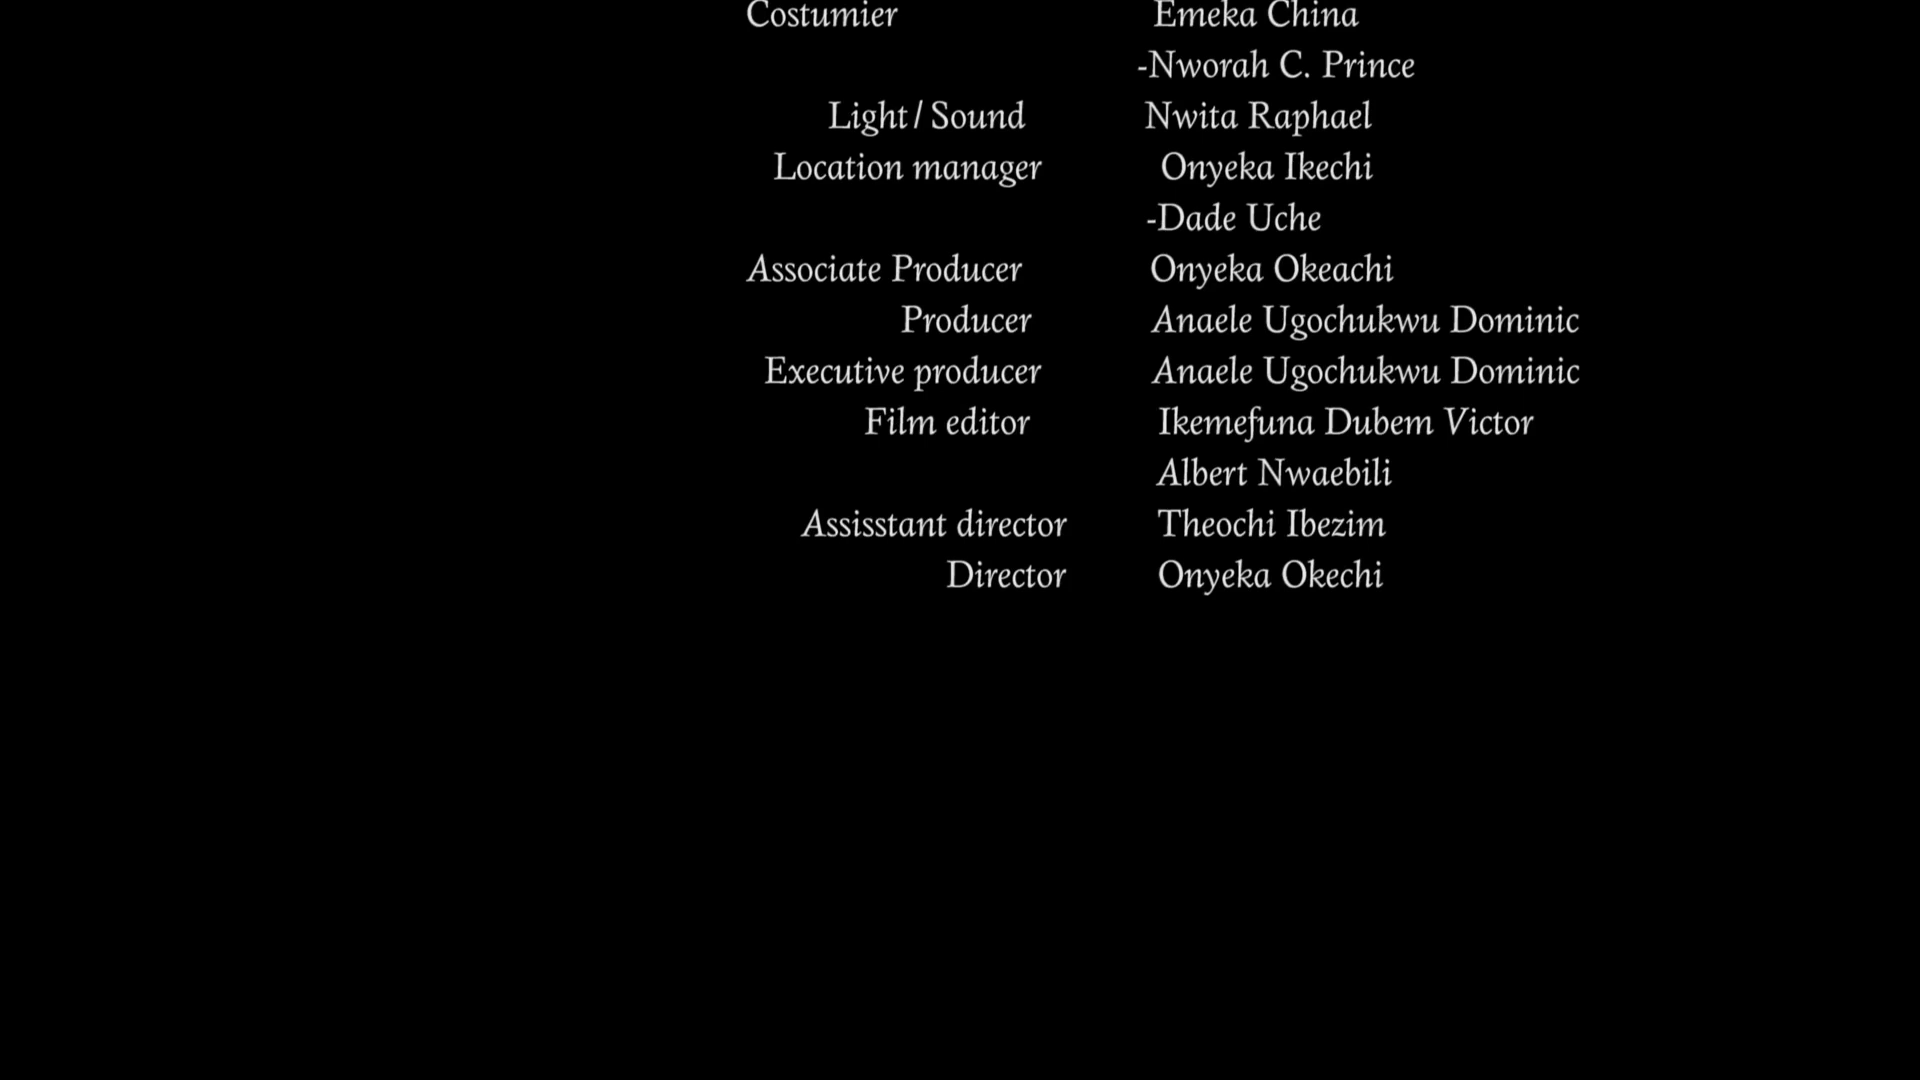 Costumier Emeka China
-Nworah C. Prince
Light / Sound Nwita Raphael
Location manager Onyeka Ikechi
-Dade Uche
Associate Producer Onyeka Okeachi
Producer Anaele Ugochukwu Dominic
Executive producer Anaele Ugochukwu Dominic
Film editor Ikemefuna Dubem Victor
Albert Nwaebili
Assisstant director Theochi Ibezim
Director Onyeka Okechi